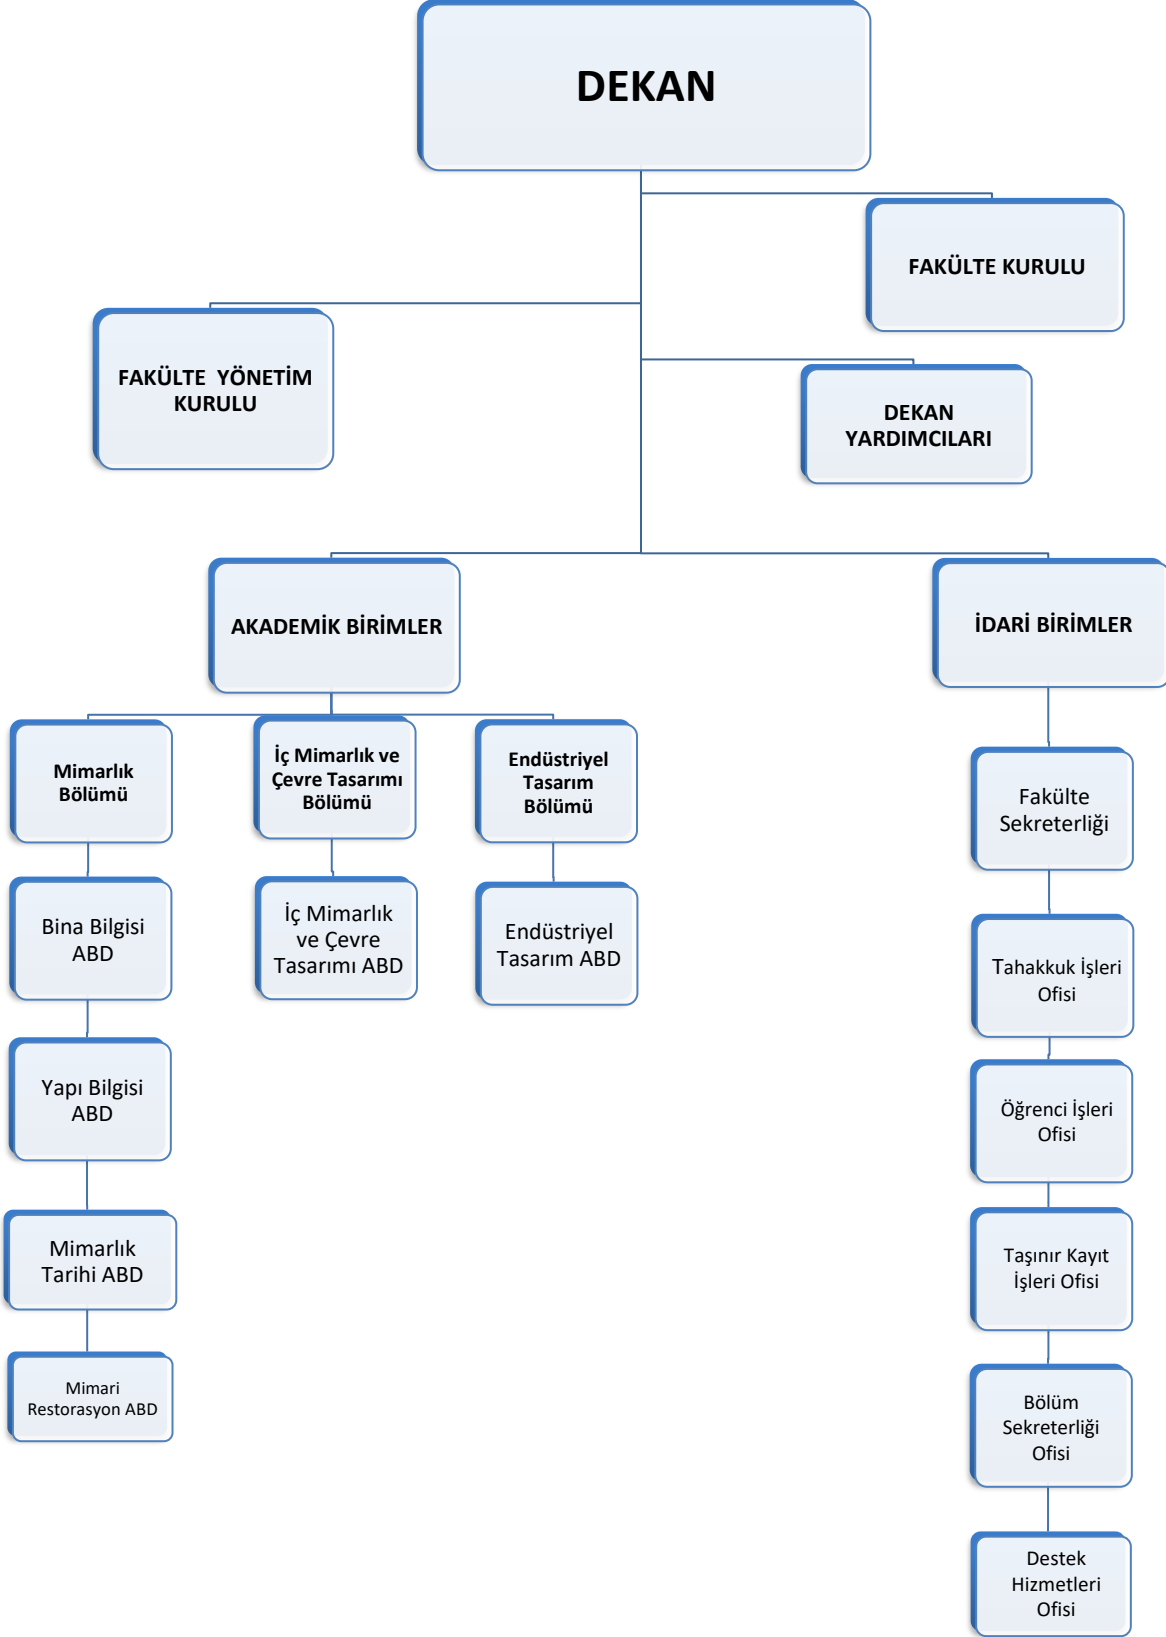 DEKAN
FAKÜLTE KURULU
FAKÜLTE YÖNETİM
KURULU
DEKAN
YARDIMCILARI
AKADEMİK BİRİMLER
İDARİ BİRİMLER
Mimarlık
Bölümü
İç Mimarlık ve
Çevre Tasarımı
Bölümü
Endüstriyel
Tasarım
Bölümü
Fakülte
Sekreterliği
Bina Bilgisi
ABD
İç Mimarlık
ve Çevre
Tasarımı ABD
Endüstriyel
Tasarım ABD
Tahakkuk İşleri
Ofisi
Yapı Bilgisi
ABD
Öğrenci İşleri
Ofisi
Mimarlık
Tarihi ABD
Taşınır Kayıt
İşleri Ofisi
Mimari
Restorasyon ABD
Bölüm
Sekreterliği
Ofisi
Destek
Hizmetleri
Ofisi